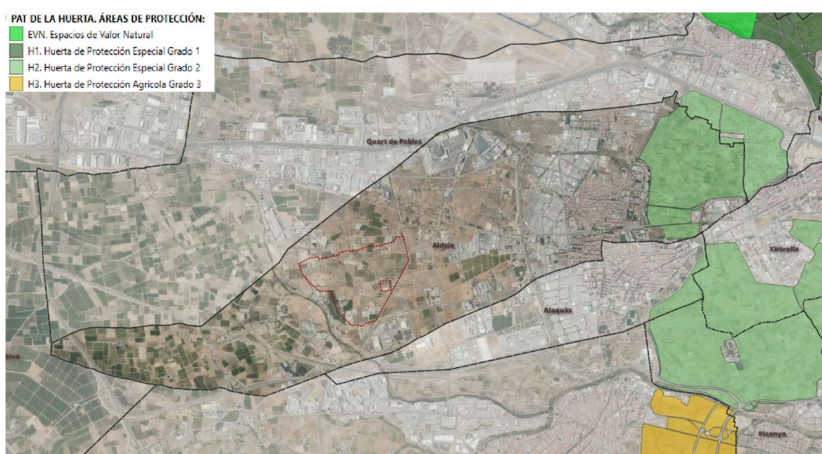 PAT DE LA HUERTA. ÁREAS DE PROTECCIÓN:
EVN. Espacios de Valor Natural
H1. Huerta de Protección Especial Grado 1
H2. Huerta de Protección Especial Grado 2
H3. Huerta de Protección Agrícola Grado 3
Quart de Poblet
Aldaia
Xirivella
Alaquàs
Picanya